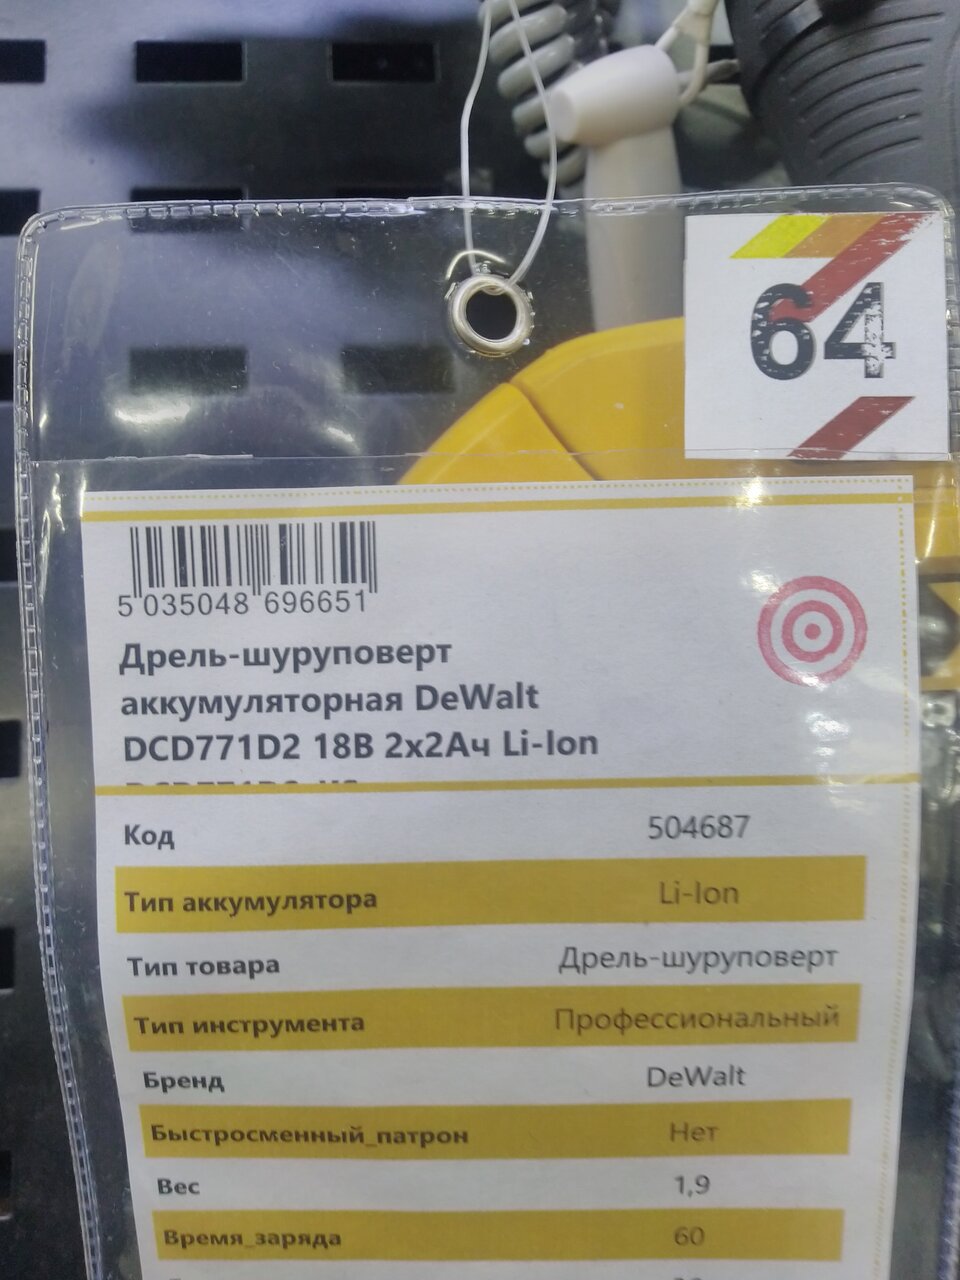 64
5 035048 696651
Дрель-шуруповерт
аккумуляторная DeWalt
DCD771D2 18В 2x2Ач Li-Ion
Код 504687
Тип аккумулятора Li-Ion
Тип товара Дрель-шуруповерт
Тип инструмента Профессиональный
Бренд DeWalt
Быстросменный_патрон Нет
Вес 1,9
Время_заряда 60